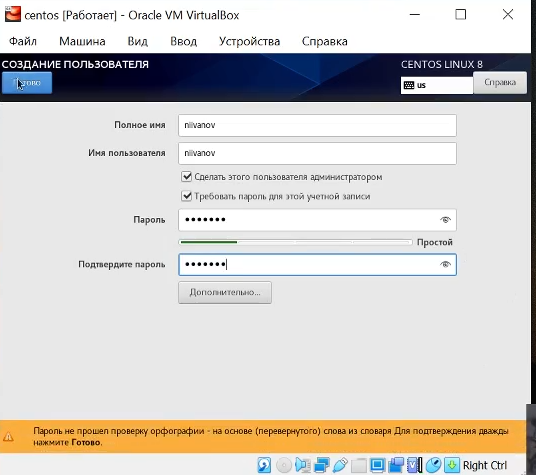 centos [Работает] - Oracle VM VirtualBox
Файл Машина Вид Ввод Устройства Справка
СОЗДАНИЕ ПОЛЬЗОВАТЕЛЯ CENTOS LINUX 8
Готово us Справка
Полное имя niivanov
Имя пользователя niivanov
Сделать этого пользователя администратором
Требовать пароль для этой учетной записи
Пароль •••••••
Простой
Подтвердите пароль •••••••
Дополнительно...
Пароль не прошел проверку орфографии - на основе (перевернутого) слова из словаря Для подтверждения дважды
нажмите Готово.
Right Ctrl